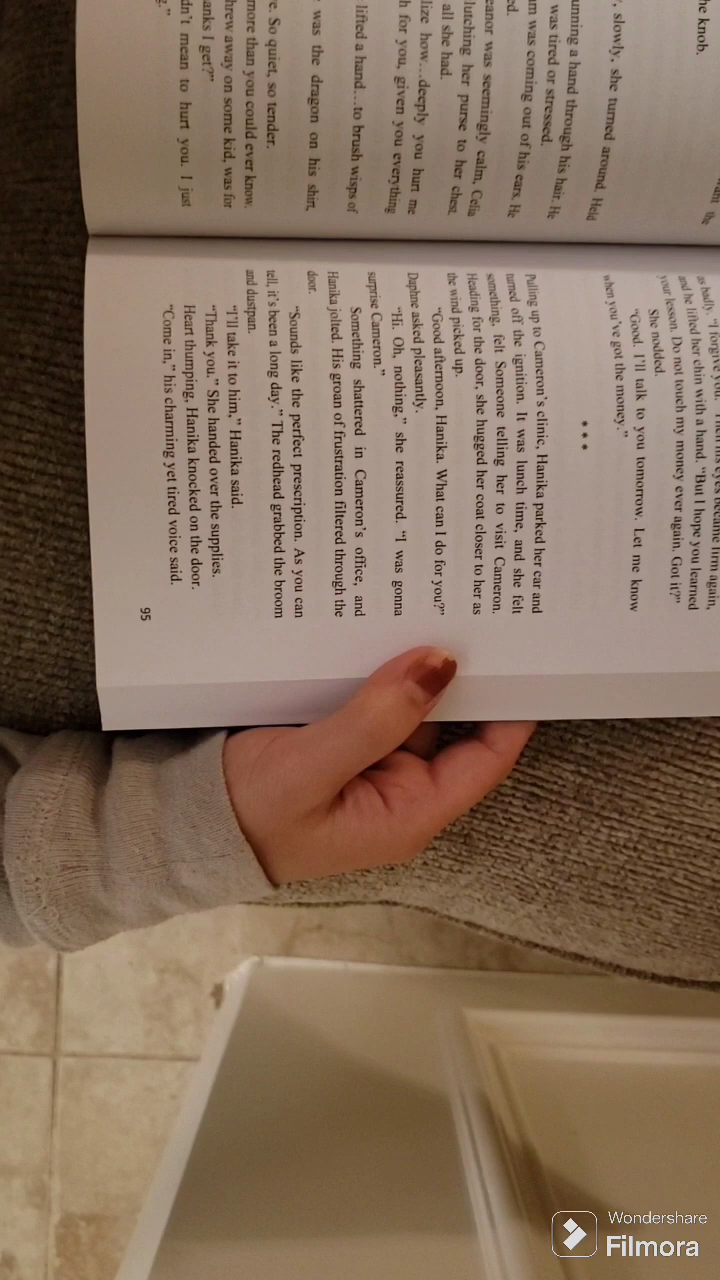 he knob.
slowly, she turned around. Held
unning a hand through his hair. He
was tired or stressed.
m was coming out of his ears. He
ed.
eanor was seemingly calm, Celia
lutching her purse to her chest
all she had.
lize how…deeply you hurt me
h for you, given you everything
lifted a hand…to brush wisps of
was the dragon on his shirt,
e. So quiet, so tender.
more than you could ever know.
hrew away on some kid, was for
anks I get?”
dn’t mean to hurt you. I just
g.”
as badly. “I forgive you.” eyes became firm again,
and he lifted her chin with a hand. “But I hope you learned
your lesson. Do not touch my money ever again. Got it?”
She nodded.
“Good. I’ll talk to you tomorrow. Let me know
when you’ve got the money.”
* * *
Pulling up to Cameron’s clinic, Hanika parked her car and
turned off the ignition. It was lunch time, and she felt
something, felt Someone telling her to visit Cameron.
Heading for the door, she hugged her coat closer to her as
the wind picked up.
“Good afternoon, Hanika. What can I do for you?”
Daphne asked pleasantly.
“Hi. Oh, nothing,” she reassured. “I was gonna
surprise Cameron.”
Something shattered in Cameron’s office, and
Hanika jolted. His groan of frustration filtered through the
door.
“Sounds like the perfect prescription. As you can
tell, it’s been a long day.” The redhead grabbed the broom
and dustpan.
“I’ll take it to him,” Hanika said.
“Thank you.” She handed over the supplies.
Heart thumping, Hanika knocked on the door.
“Come in,” his charming yet tired voice said.
95
Wondershare
Filmora